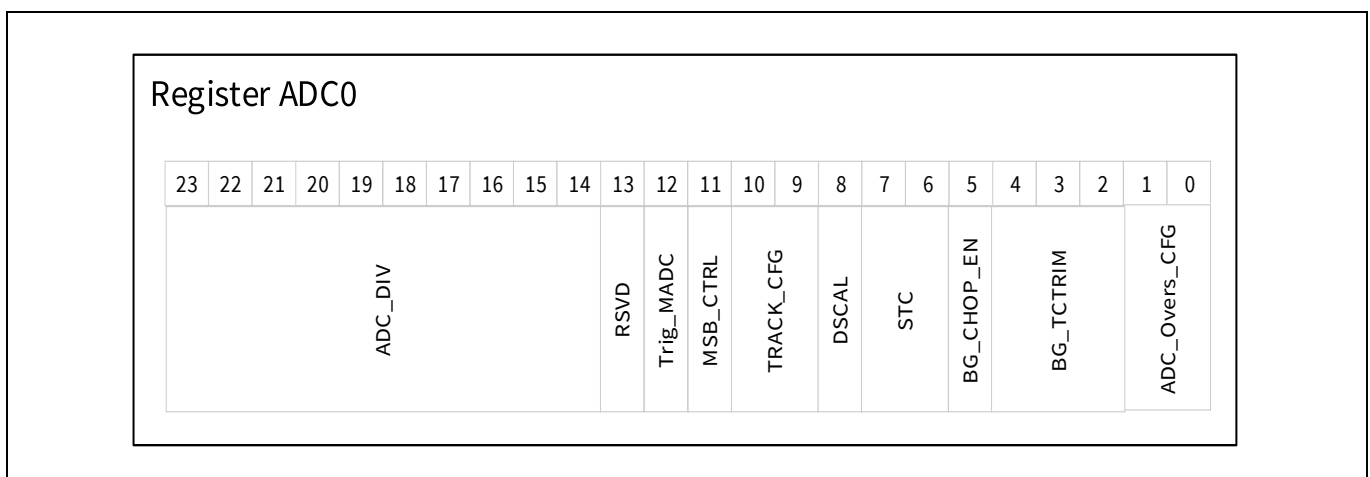 Register ADC0
23 22 21 20 19 18 17 16 15 14 13 12 11 10 9 8 7 6 5 4 3 2 1 0
ADC_DIV
RSVD
Trig_MADC
MSB_CTRL
TRACK_CFG
DSCAL
STC
BG_CHOP_EN
BG_TCTRIM
ADC_Overs_CFG